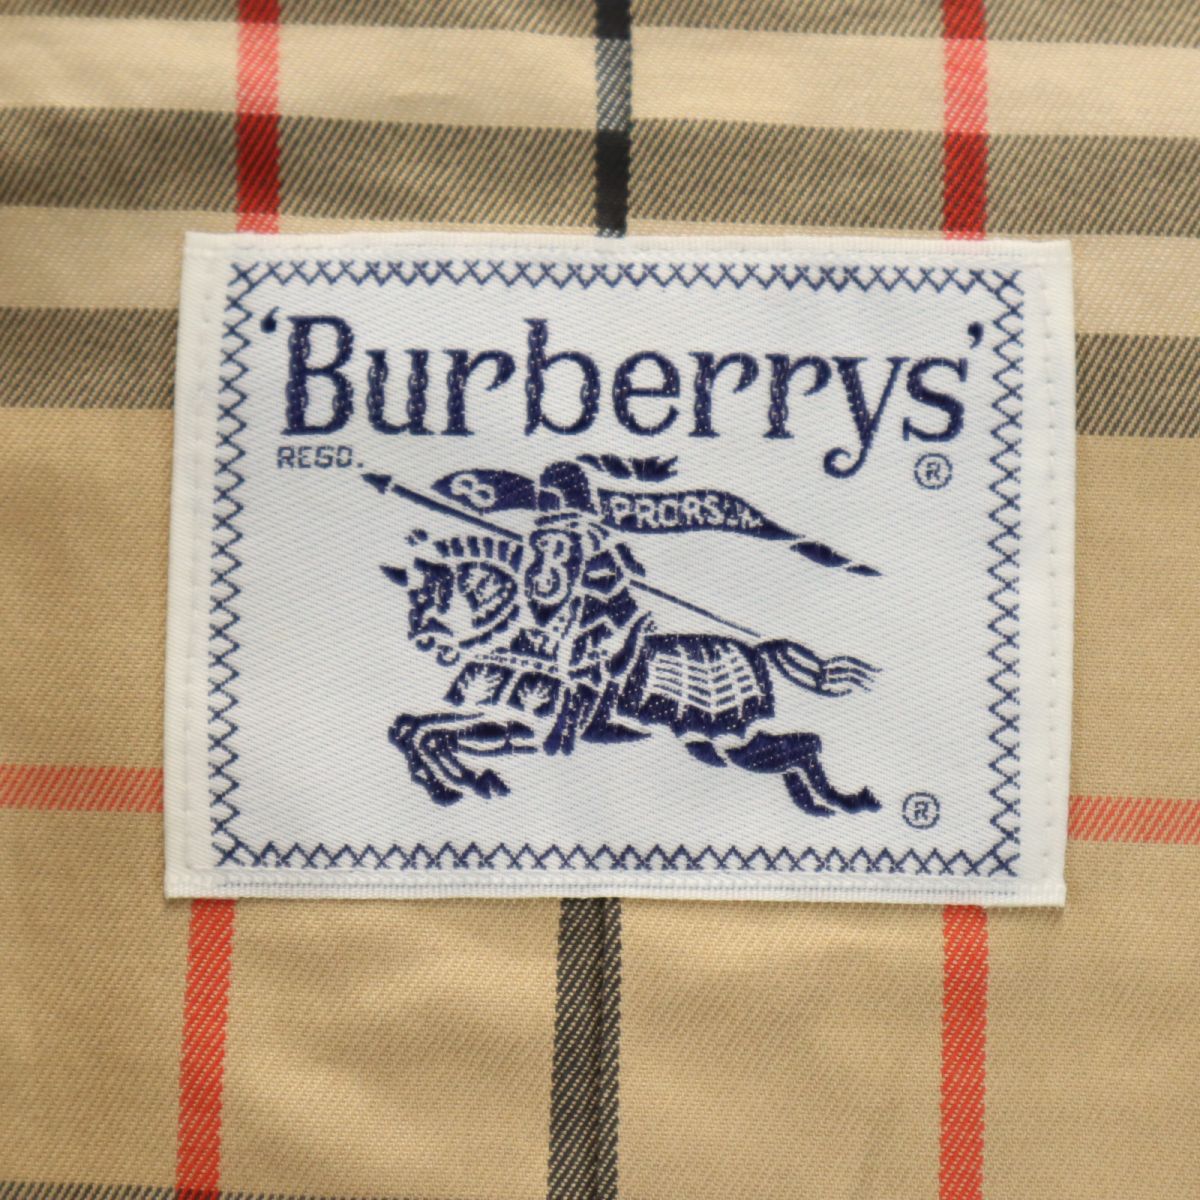 ‘Burberrys’
REGD. ®
B PRORSUM
B
®